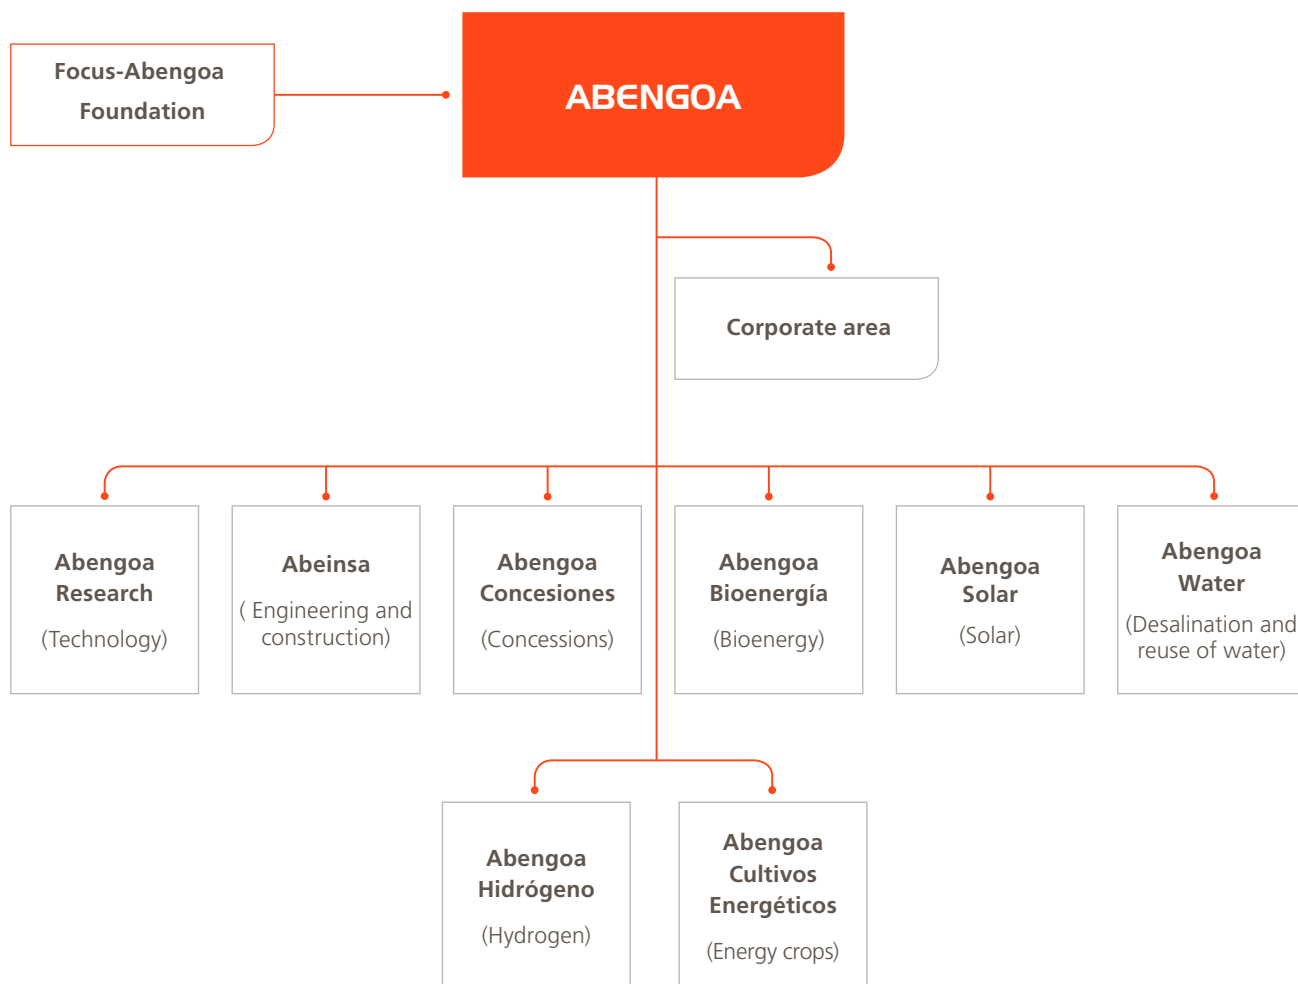 Focus-Abengoa
Foundation
ABENGOA
Corporate area
Abengoa
Research
(Technology)
Abeinsa
( Engineering and
construction)
Abengoa
Concesiones
(Concessions)
Abengoa
Bioenergía
(Bioenergy)
Abengoa
Solar
(Solar)
Abengoa
Water
(Desalination and
reuse of water)
Abengoa
Hidrógeno
(Hydrogen)
Abengoa
Cultivos
Energéticos
(Energy crops)